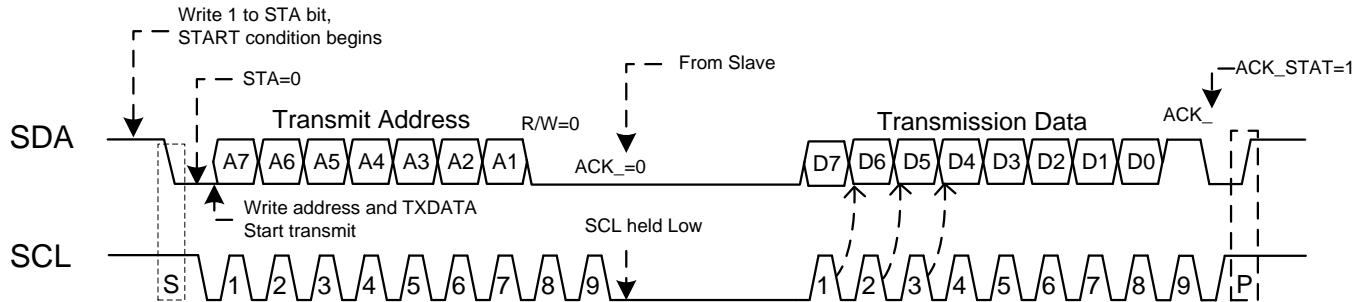 Write 1 to STA bit,
START condition begins
STA=0
From Slave
ACK_STAT=1
Transmit Address
R/W=0
Transmission Data
ACK_
SDA
A7 A6 A5 A4 A3 A2 A1
ACK_=0
D7 D6 D5 D4 D3 D2 D1 D0
Write address and TXDATA
Start transmit
SCL held Low
SCL
S 1 2 3 4 5 6 7 8 9 1 2 3 4 5 6 7 8 9 P